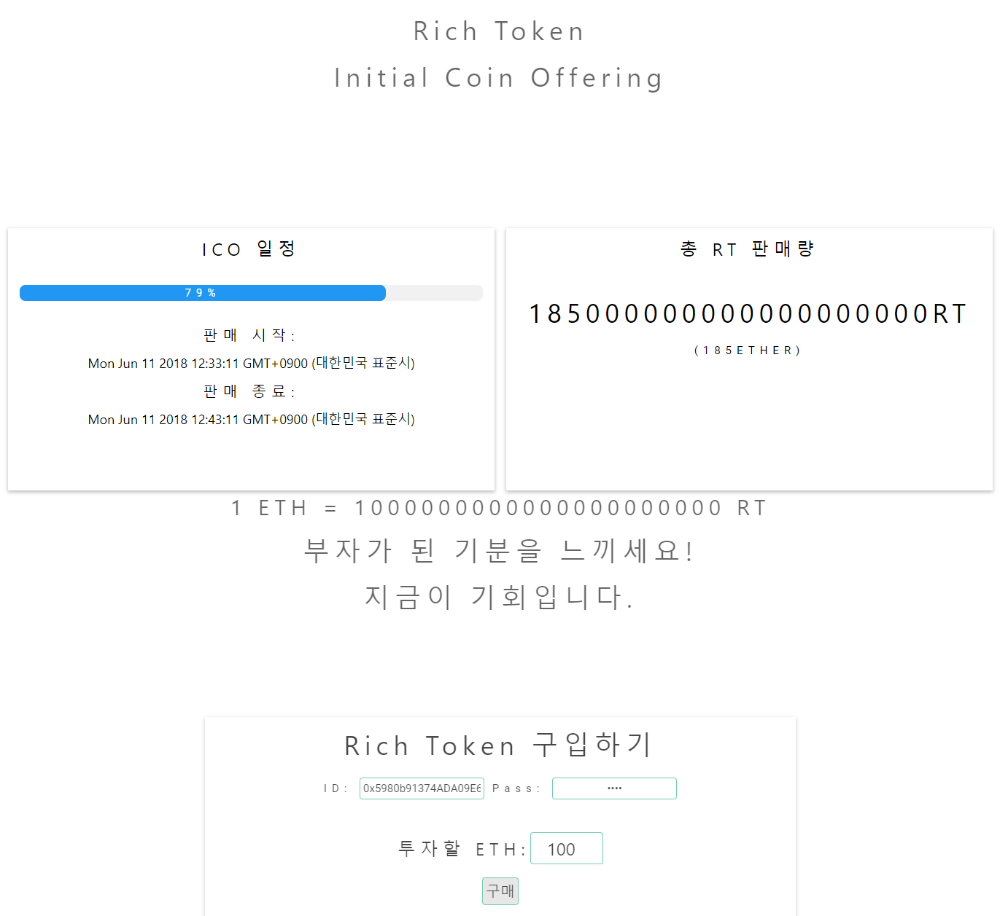 Rich Token
Initial Coin Offering
ICO 일정
79%
판매 시작:
Mon Jun 11 2018 12:33:11 GMT+0900 (대한민국 표준시)
판매 종료:
Mon Jun 11 2018 12:43:11 GMT+0900 (대한민국 표준시)
총 RT 판매량
185000000000000000000RT
(185ETHER)
1 ETH = 1000000000000000000000 RT
부자가 된 기분을 느끼세요!
지금이 기회입니다.
Rich Token 구입하기
ID: 0x5980b91374ADA09E6 Pass: ••••
투자할 ETH: 100
구매